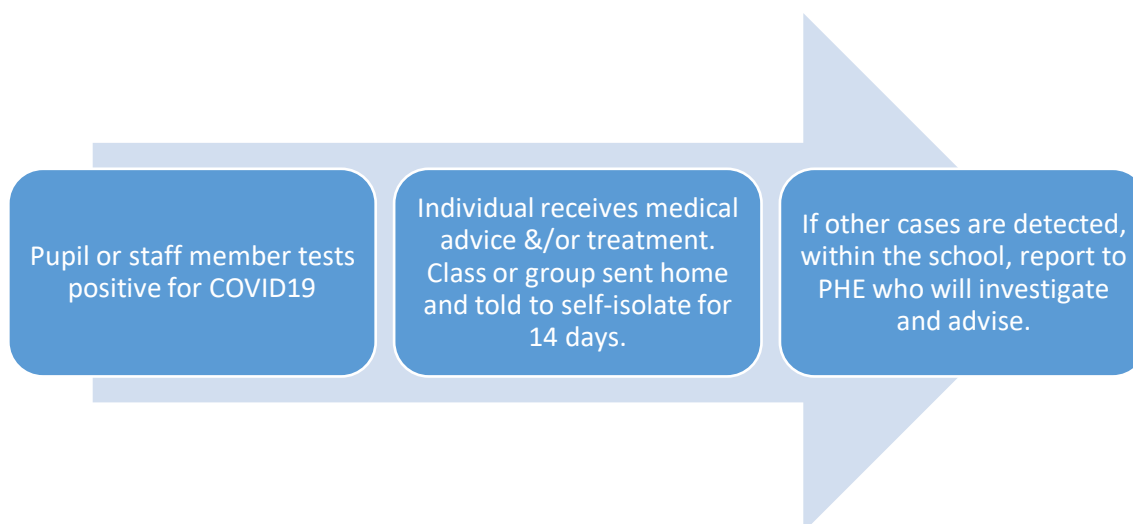 Pupil or staff member tests
positive for COVID19
Individual receives medical
advice &/or treatment.
Class or group sent home
and told to self-isolate for
14 days.
If other cases are detected,
within the school, report to
PHE who will investigate
and advise.